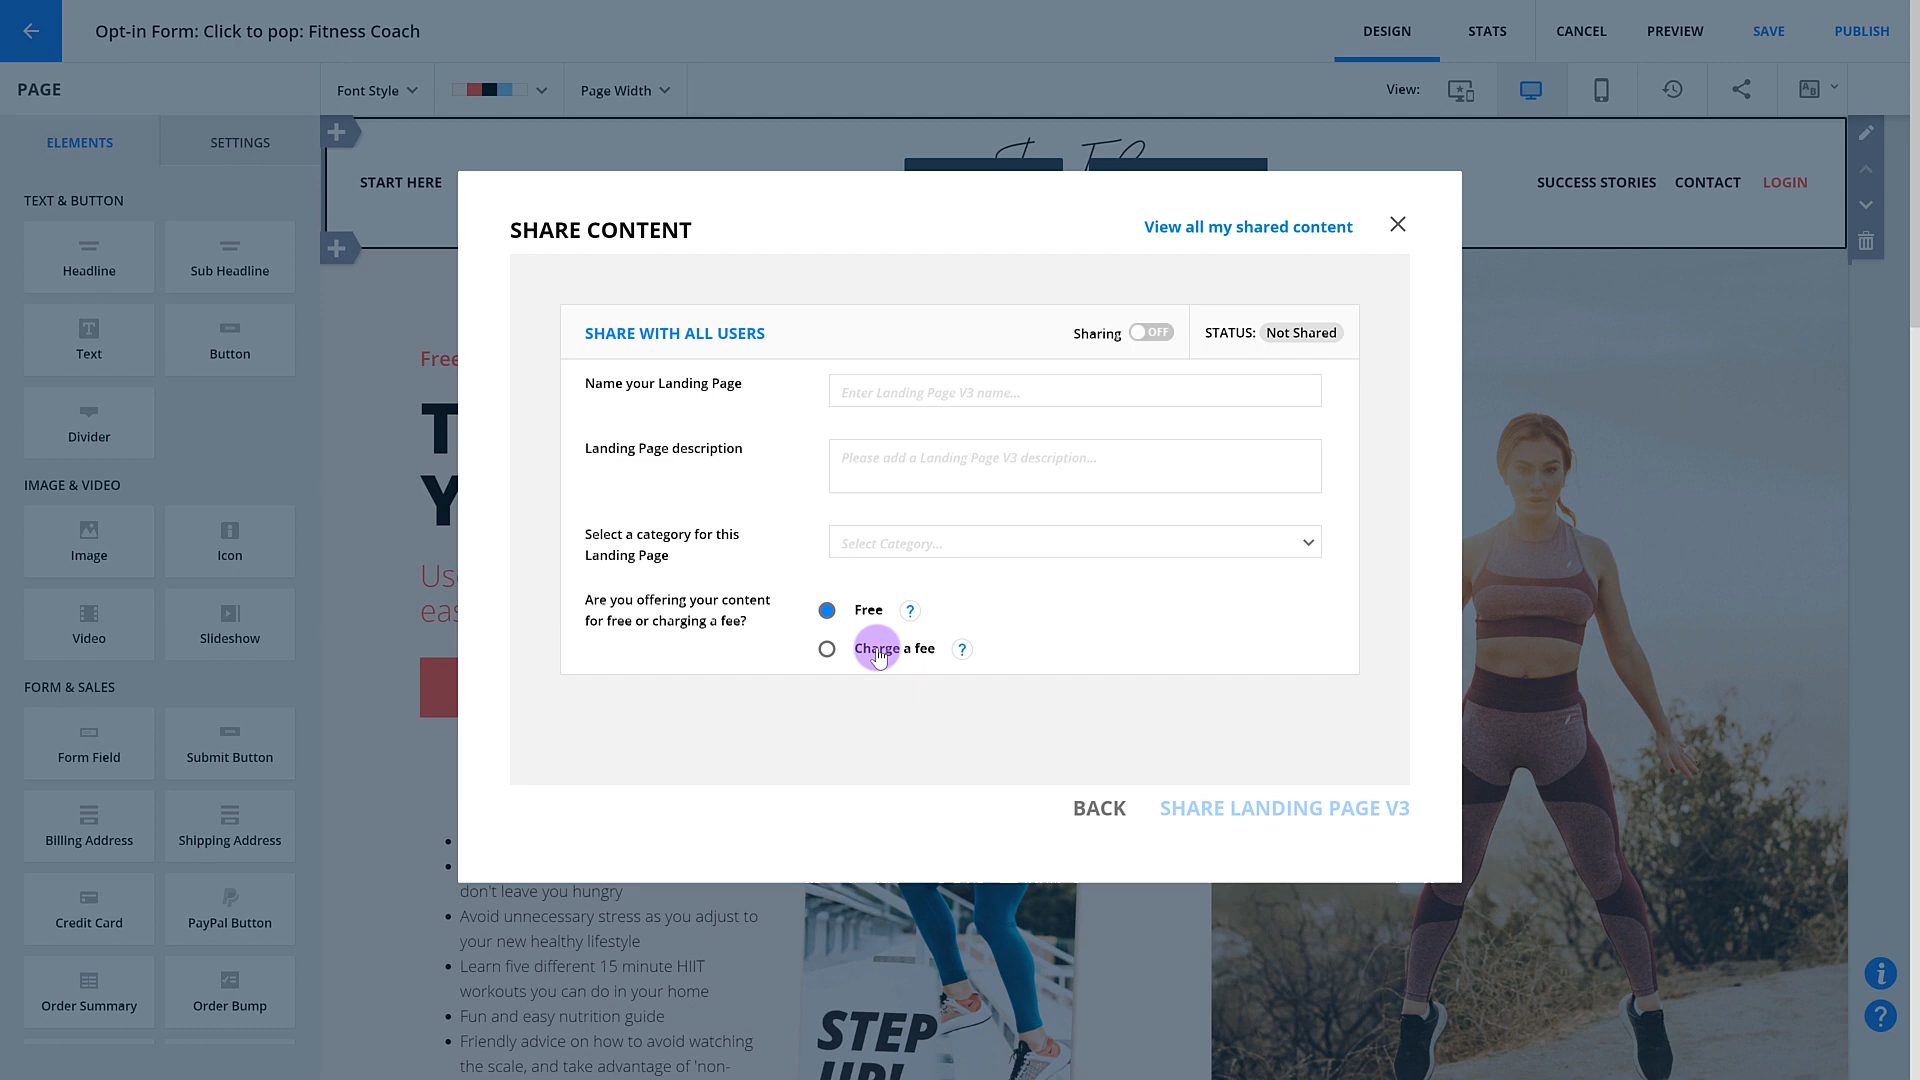 Opt-in Form: Click to pop: Fitness Coach
DESIGN
STATS
CANCEL
PREVIEW
SAVE
PUBLISH
PAGE
Font Style
Page Width
View:
A B
ELEMENTS
SETTINGS
START HERE
SUCCESS STORIES
CONTACT
LOGIN
TEXT & BUTTON
Headline
Sub Headline
Text
Button
Divider
IMAGE & VIDEO
Image
Icon
Video
Slideshow
FORM & SALES
Form Field
Submit Button
Billing Address
Shipping Address
Credit Card
PayPal Button
Order Summary
Order Bump
SHARE CONTENT
View all my shared content
SHARE WITH ALL USERS
Sharing
OFF
STATUS: Not Shared
Name your Landing Page
Enter Landing Page V3 name...
Landing Page description
Please add a Landing Page V3 description...
Select a category for this
Landing Page
Select Category...
Are you offering your content
for free or charging a fee?
Free
?
Charge a fee
?
BACK
SHARE LANDING PAGE V3
Free
don't leave you hungry
Avoid unnecessary stress as you adjust to
your new healthy lifestyle
Learn five different 15 minute HIIT
workouts you can do in your home
Fun and easy nutrition guide
Friendly advice on how to avoid watching
the scale, and take advantage of 'non-
STEP
UP!
i
?